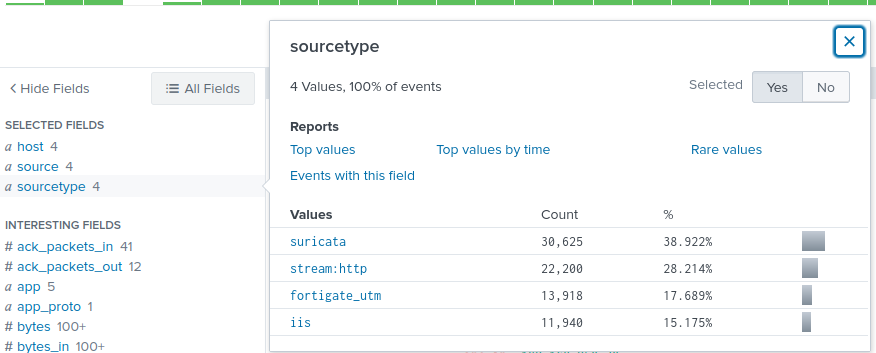 sourcetype
4 Values, 100% of events
Selected Yes No
Reports
Top values Top values by time Rare values
Events with this field
Values Count %
suricata 30,625 38.922%
stream:http 22,200 28.214%
fortigate_utm 13,918 17.689%
iis 11,940 15.175%
Hide Fields All Fields
SELECTED FIELDS
a host 4
a source 4
a sourcetype 4
INTERESTING FIELDS
# ack_packets_in 41
# ack_packets_out 12
a app 5
a app_proto 1
# bytes 100+
# bytes_in 100+